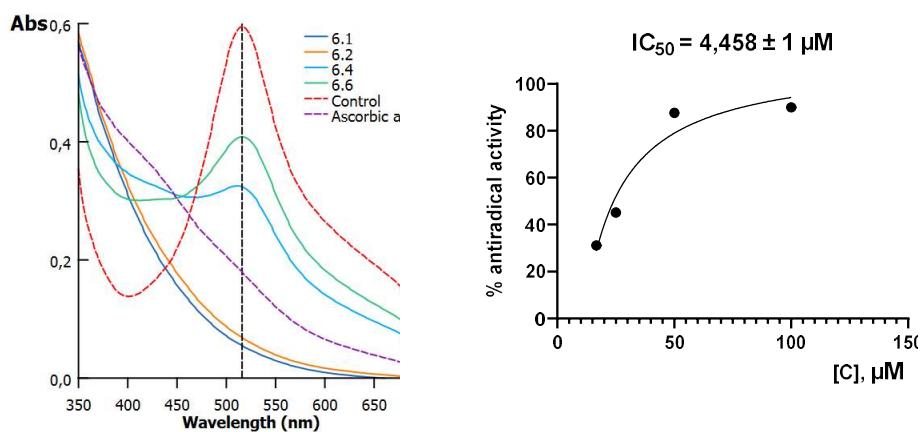 Abs
0,6
0,4
0,2
0,0
6.1
6.2
6.4
6.6
Control
Ascorbic a
350 400 450 500 550 600 650
Wavelength (nm)
IC50 = 4,458 ± 1 µM
% antiradical activity
100
80
60
40
20
0
0 50 100 150
[C], µM